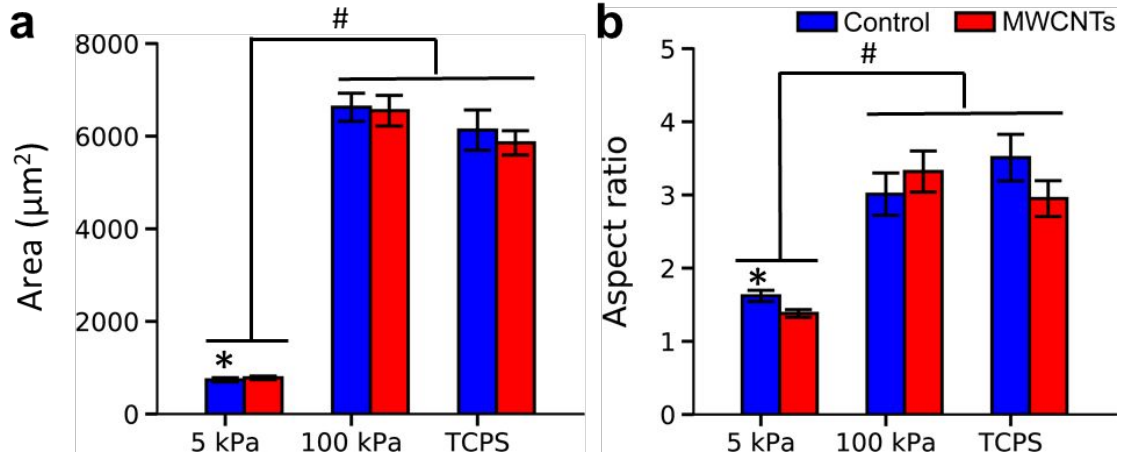 a
#
8000
6000
4000
2000
0
Area (μm²)
*
5 kPa 100 kPa TCPS
b
Control MWCNTs
#
5
4
3
2
1
0
Aspect ratio
*
5 kPa 100 kPa TCPS